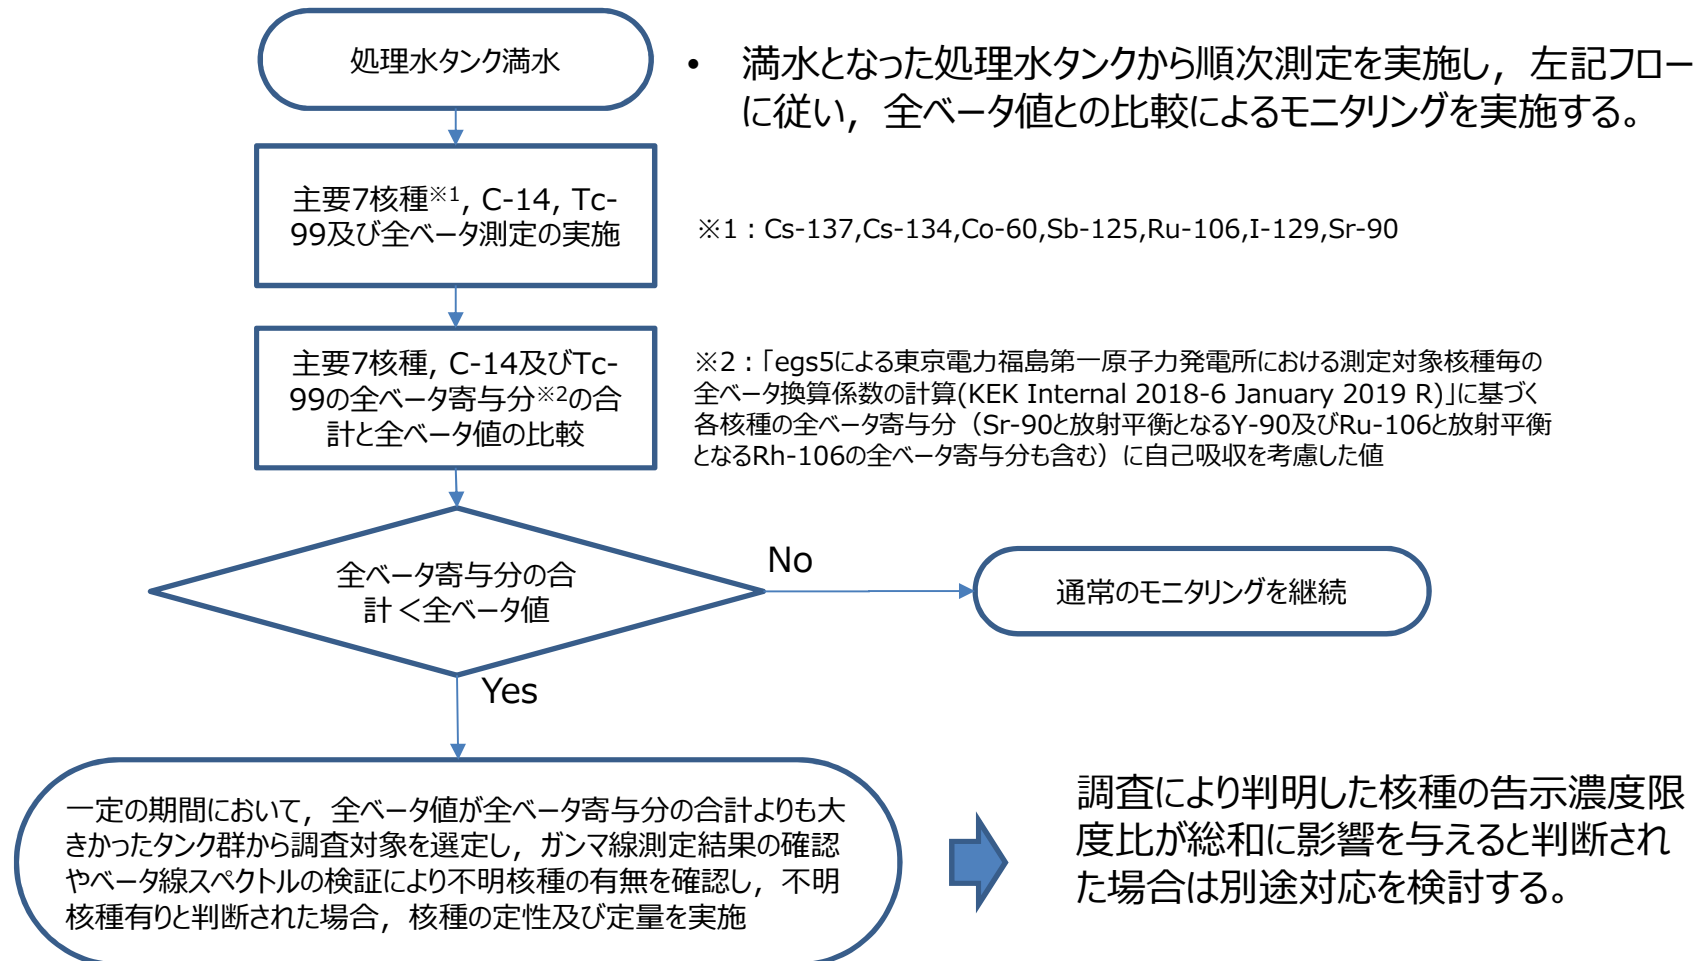 処理水タンク満水
• 満水となった処理水タンクから順次測定を実施し，左記フロー
に従い，全ベータ値との比較によるモニタリングを実施する。
主要7核種※1, C-14, Tc-
99及び全ベータ測定の実施
※1：Cs-137,Cs-134,Co-60,Sb-125,Ru-106,I-129,Sr-90
主要7核種, C-14及びTc-
99の全ベータ寄与分※2の合
計と全ベータ値の比較
※2：「egs5による東京電力福島第一原子力発電所における測定対象核種毎の
全ベータ換算係数の計算(KEK Internal 2018-6 January 2019 R)」に基づく
各核種の全ベータ寄与分（Sr-90と放射平衡となるY-90及びRu-106と放射平衡
となるRh-106の全ベータ寄与分も含む）に自己吸収を考慮した値
全ベータ寄与分の合
計＜全ベータ値
No
通常のモニタリングを継続
Yes
一定の期間において，全ベータ値が全ベータ寄与分の合計よりも大
きかったタンク群から調査対象を選定し，ガンマ線測定結果の確認
やベータ線スペクトルの検証により不明核種の有無を確認し，不明
核種有りと判断された場合，核種の定性及び定量を実施
調査により判明した核種の告示濃度限
度比が総和に影響を与えると判断され
た場合は別途対応を検討する。